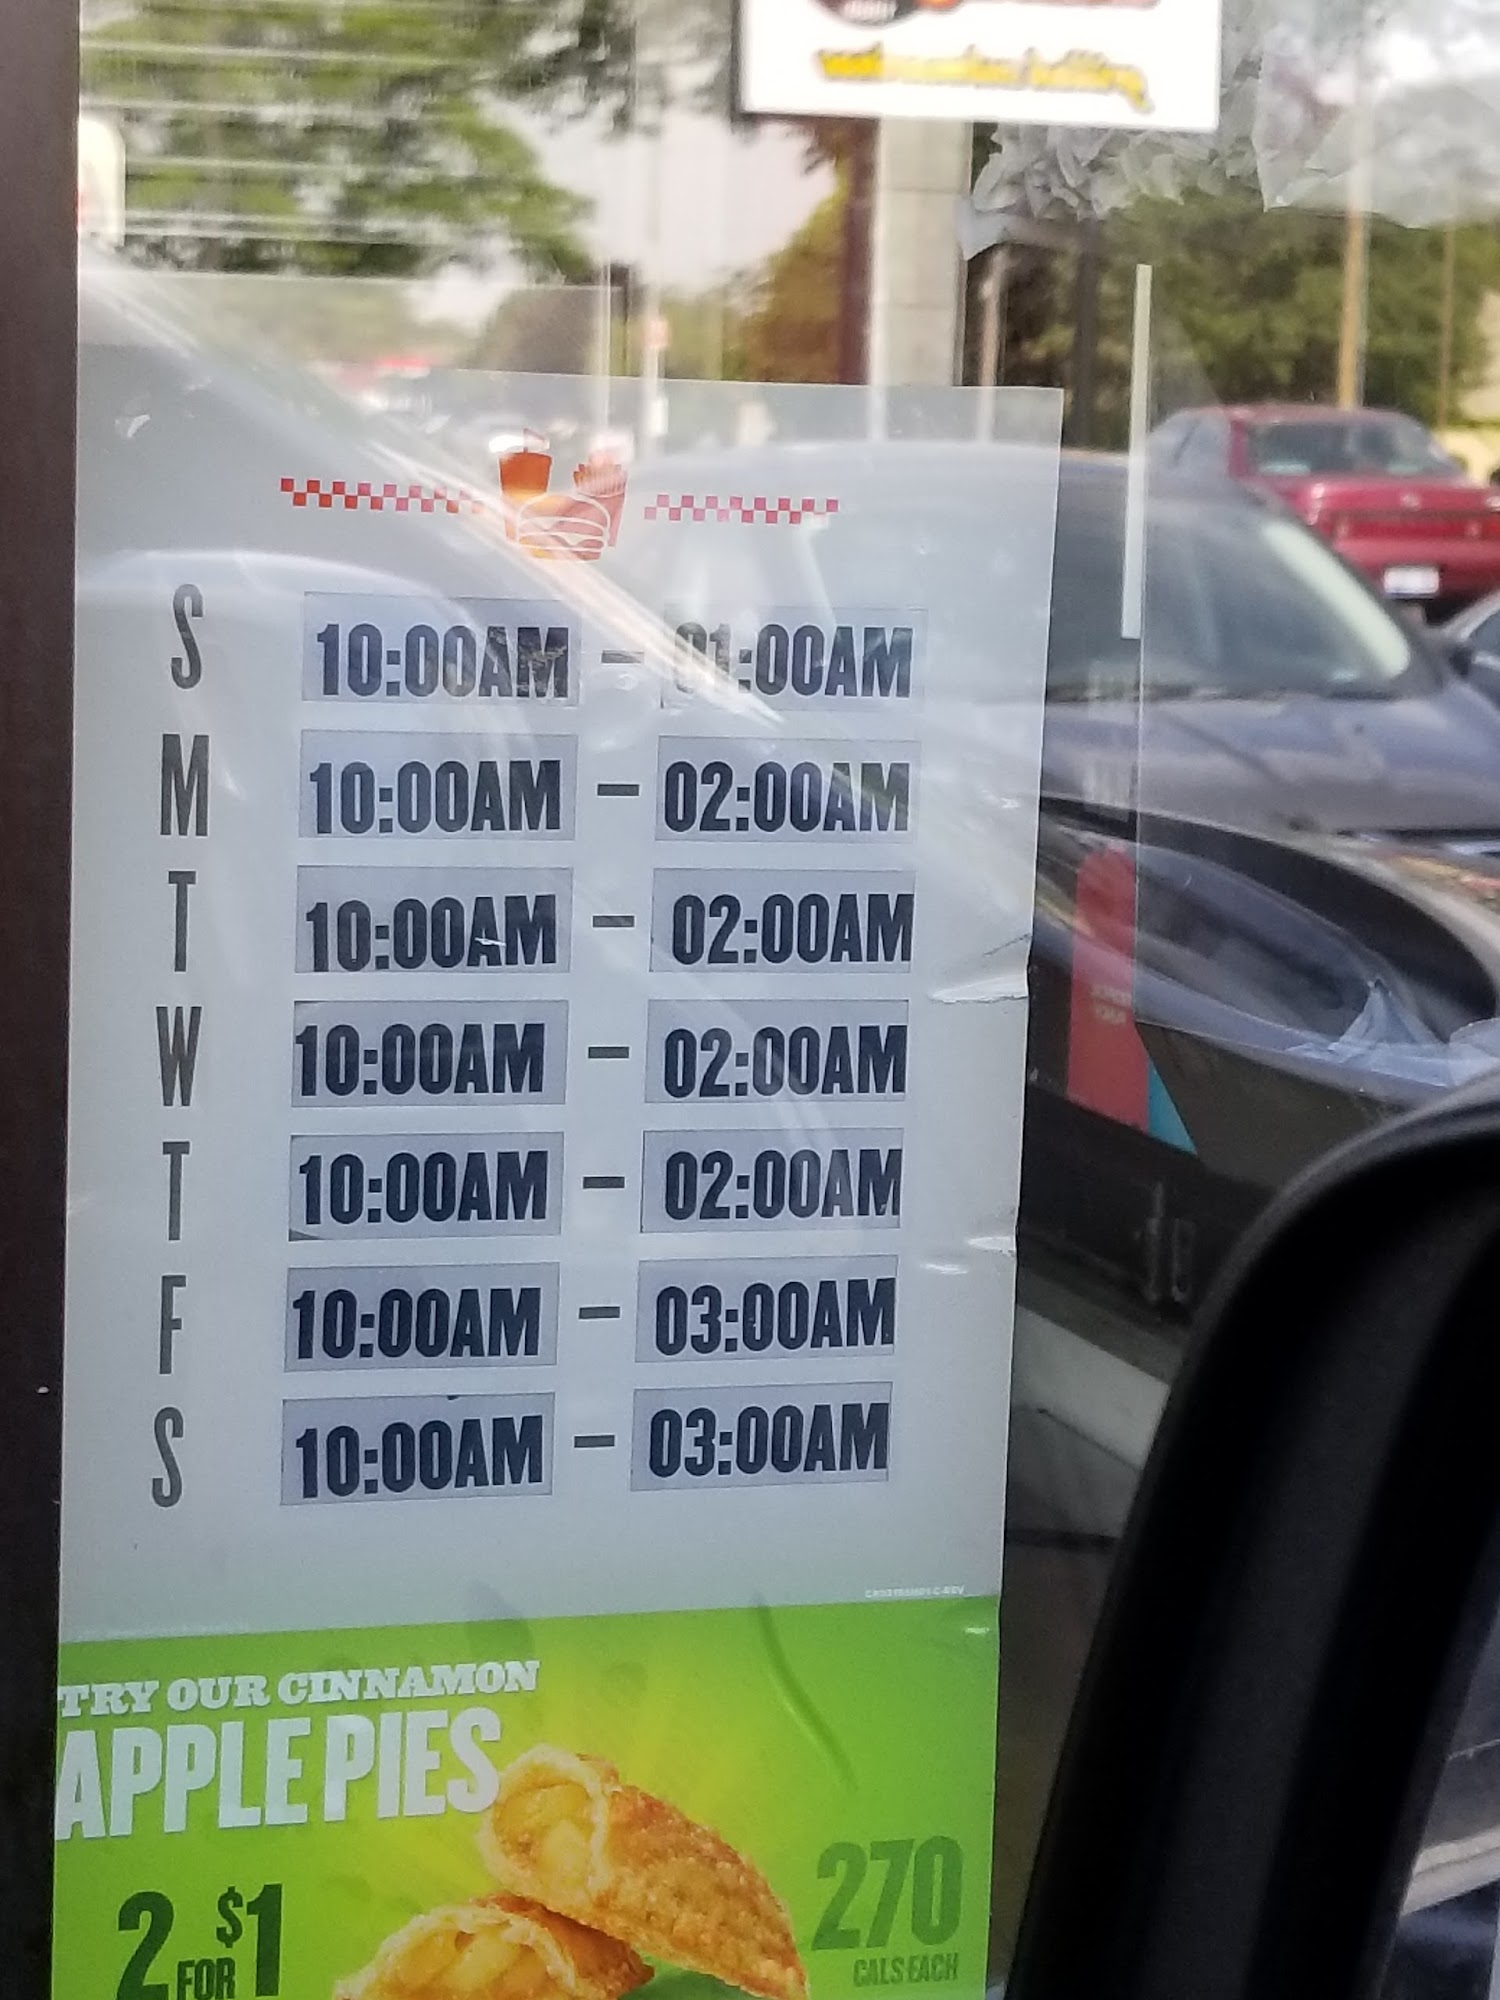 S 10:00AM – 01:00AM
M 10:00AM – 02:00AM
T 10:00AM – 02:00AM
W 10:00AM – 02:00AM
T 10:00AM – 02:00AM
F 10:00AM – 03:00AM
S 10:00AM – 03:00AM
TRY OUR CINNAMON
APPLE PIES
2 FOR $1
270
CALS EACH